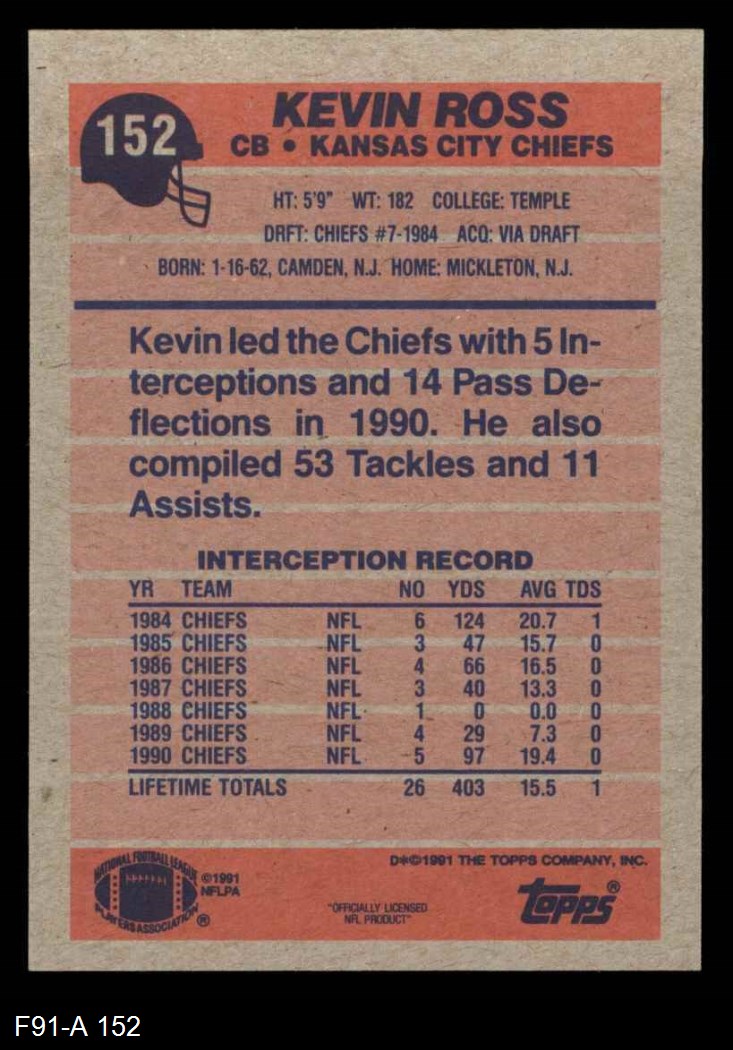 152
KEVIN ROSS
CB • KANSAS CITY CHIEFS
HT: 5'9" WT: 182 COLLEGE: TEMPLE
DRFT: CHIEFS #7-1984 ACQ: VIA DRAFT
BORN: 1-16-62, CAMDEN, N.J. HOME: MICKLETON, N.J.
Kevin led the Chiefs with 5 In-
terceptions and 14 Pass De-
flections in 1990. He also
compiled 53 Tackles and 11
Assists.
INTERCEPTION RECORD
YR TEAM NO YDS AVG TDS
1984 CHIEFS NFL 6 124 20.7 1
1985 CHIEFS NFL 3 47 15.7 0
1986 CHIEFS NFL 4 66 16.5 0
1987 CHIEFS NFL 3 40 13.3 0
1988 CHIEFS NFL 1 0 0.0 0
1989 CHIEFS NFL 4 29 7.3 0
1990 CHIEFS NFL 5 97 19.4 0
LIFETIME TOTALS 26 403 15.5 1
NATIONAL FOOTBALL LEAGUE
PLAYERS ASSOCIATION ®
©1991
NFLPA
D*©1991 THE TOPPS COMPANY, INC.
"OFFICIALLY LICENSED
NFL PRODUCT"
topps®
F91-A 152